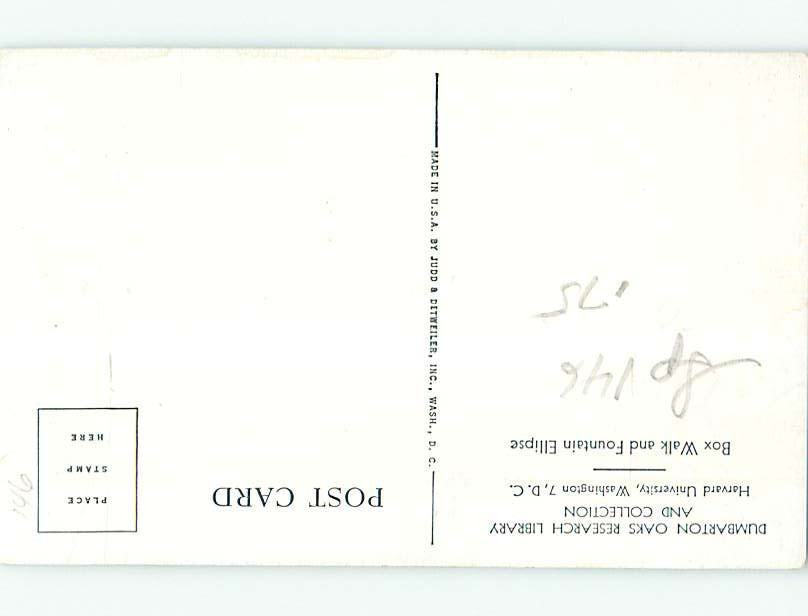 DUMBARTON OAKS RESEARCH LIBRARY
AND COLLECTION
Harvard University, Washington 7, D. C.
Box Walk and Fountain Ellipse
1946
'75
MADE IN U.S.A. BY JUDD & DETWEILER, INC., WASH., D. C.
POST CARD
PLACE
STAMP
HERE